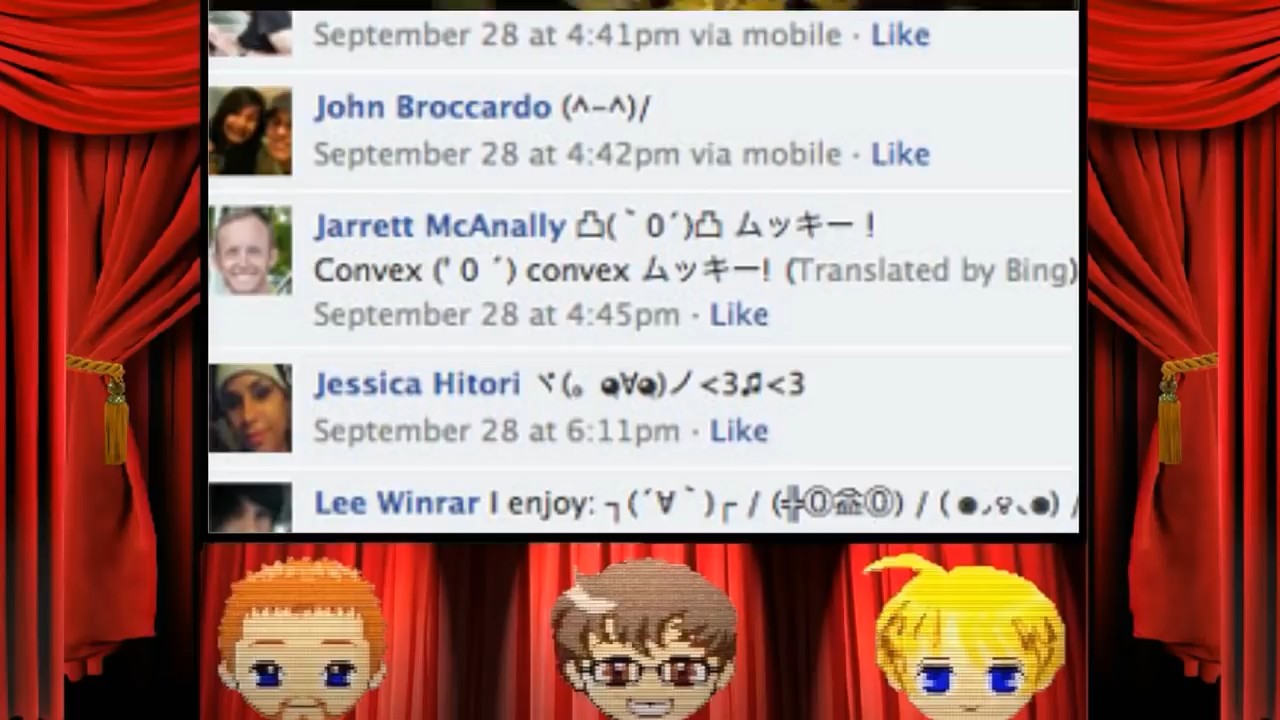 September 28 at 4:41pm via mobile · Like
John Broccardo (^-^)/
September 28 at 4:42pm via mobile · Like
Jarrett McAnally 凸(｀0´)凸 ムッキー！
Convex ('0 ´) convex ムッキー! (Translated by Bing)
September 28 at 4:45pm · Like
Jessica Hitori ヾ(。◕∀◕)ノ<3♫<3
September 28 at 6:11pm · Like
Lee Winrar I enjoy: ┐(´∀｀)┌ / (╬⓪益⓪) / (●⌒♡⌒●) /